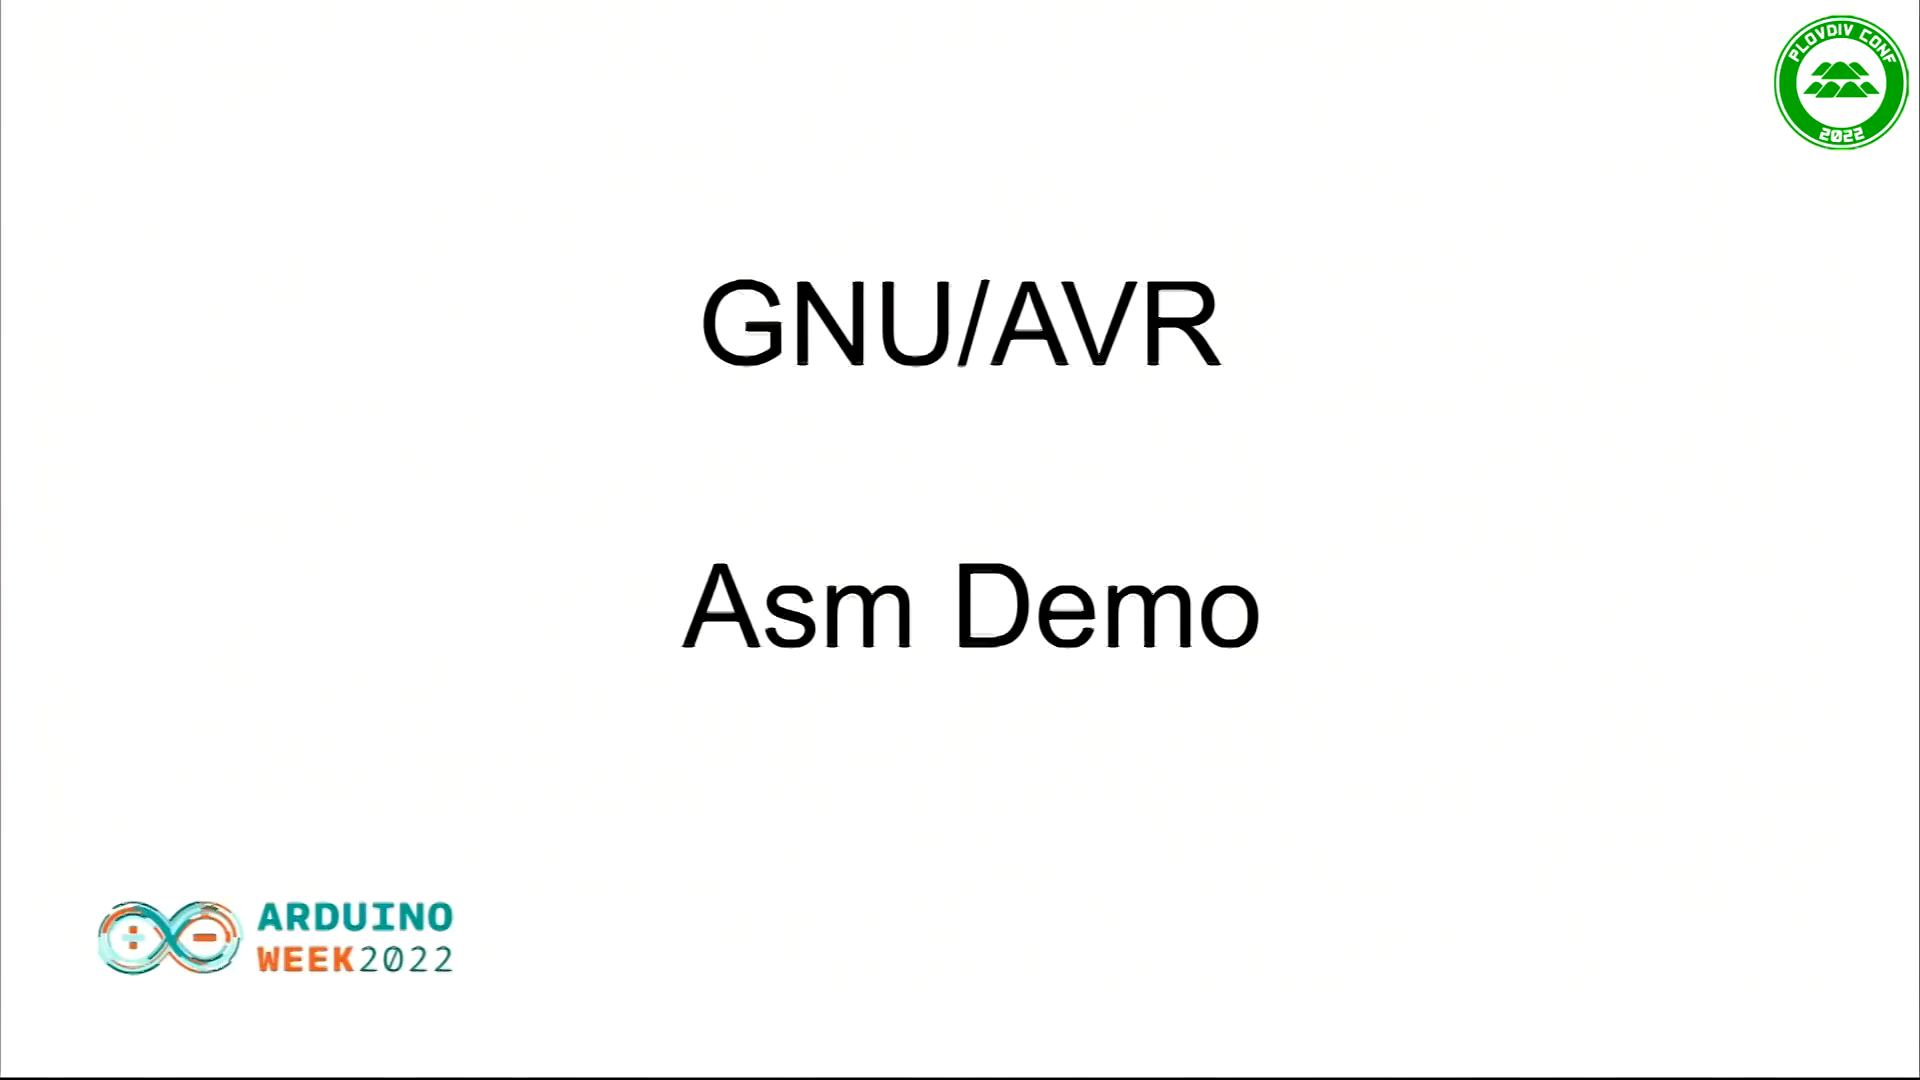 PLOVDIV CONF
2022
GNU/AVR
Asm Demo
ARDUINO
WEEK2022